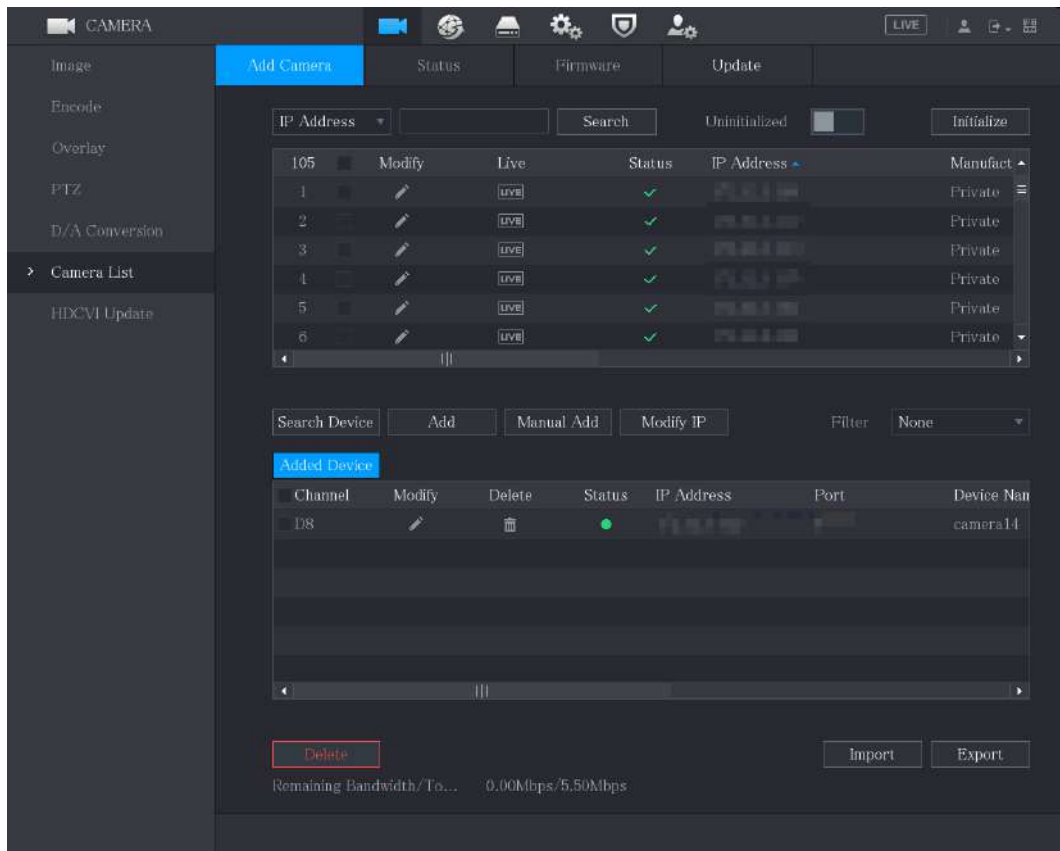 CAMERA
LIVE
Image
Encode
Overlay
PTZ
D/A Conversion
Camera List
HDCVI Update
Add Camera Status Firmware Update
IP Address Search Uninitialized Initialize
105 Modify Live Status IP Address Manufact
1 LIVE Private
2 LIVE Private
3 LIVE Private
4 LIVE Private
5 LIVE Private
6 LIVE Private
Search Device Add Manual Add Modify IP Filter None
Added Device
Channel Modify Delete Status IP Address Port Device Nam
D8 camera14
Delete Import Export
Remaining Bandwidth/To... 0.00Mbps/5.50Mbps